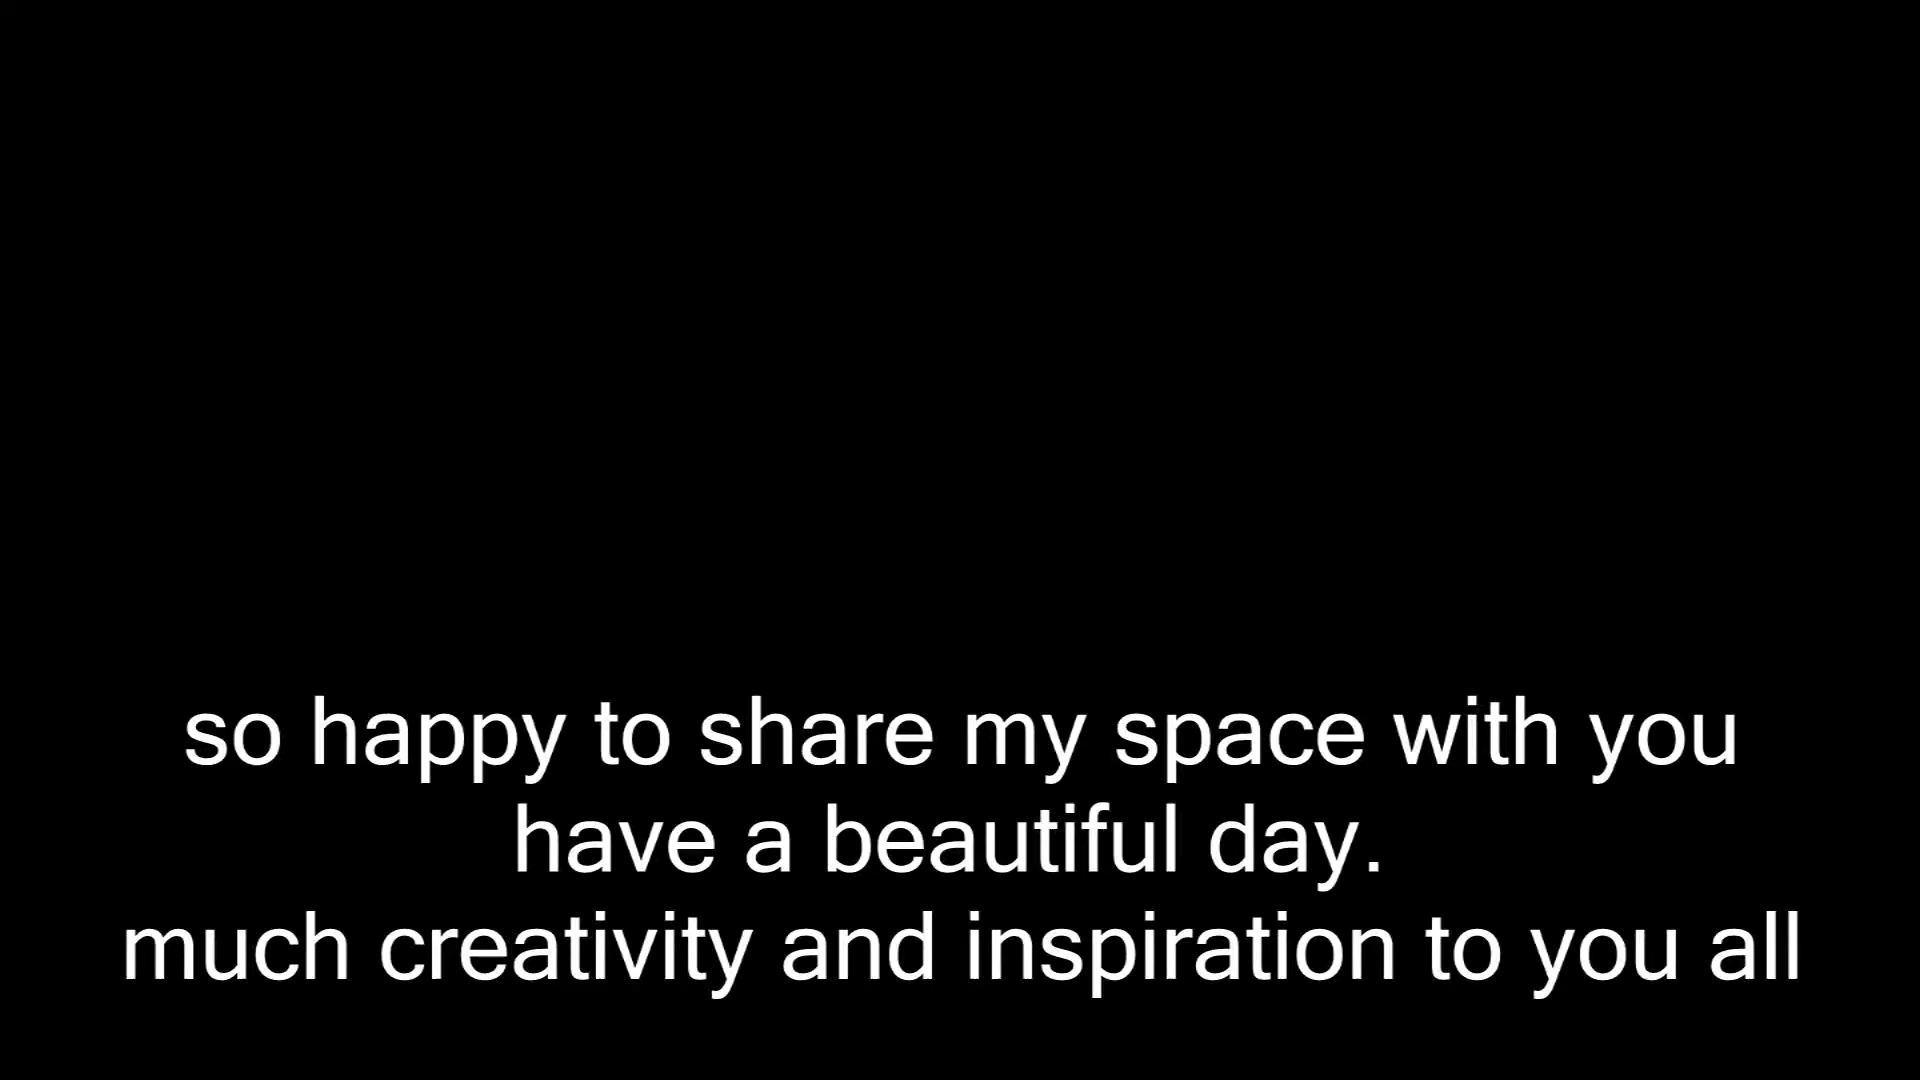 so happy to share my space with you
have a beautiful day.
much creativity and inspiration to you all